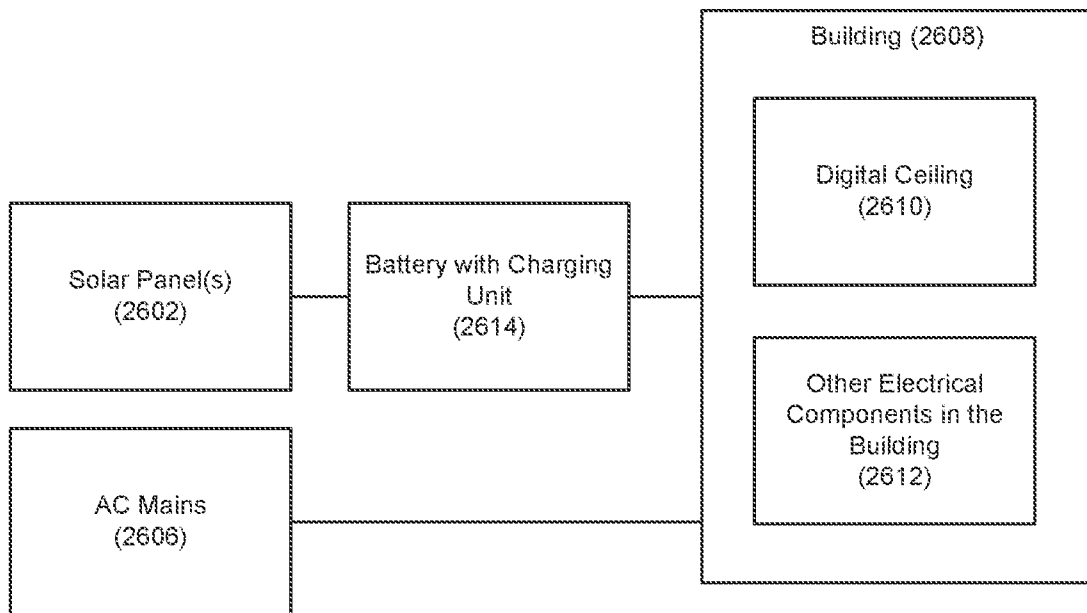 Building (2608)
Digital Ceiling
(2610)
Solar Panel(s)
(2602)
Battery with Charging
Unit
(2614)
Other Electrical
Components in the
Building
(2612)
AC Mains
(2606)